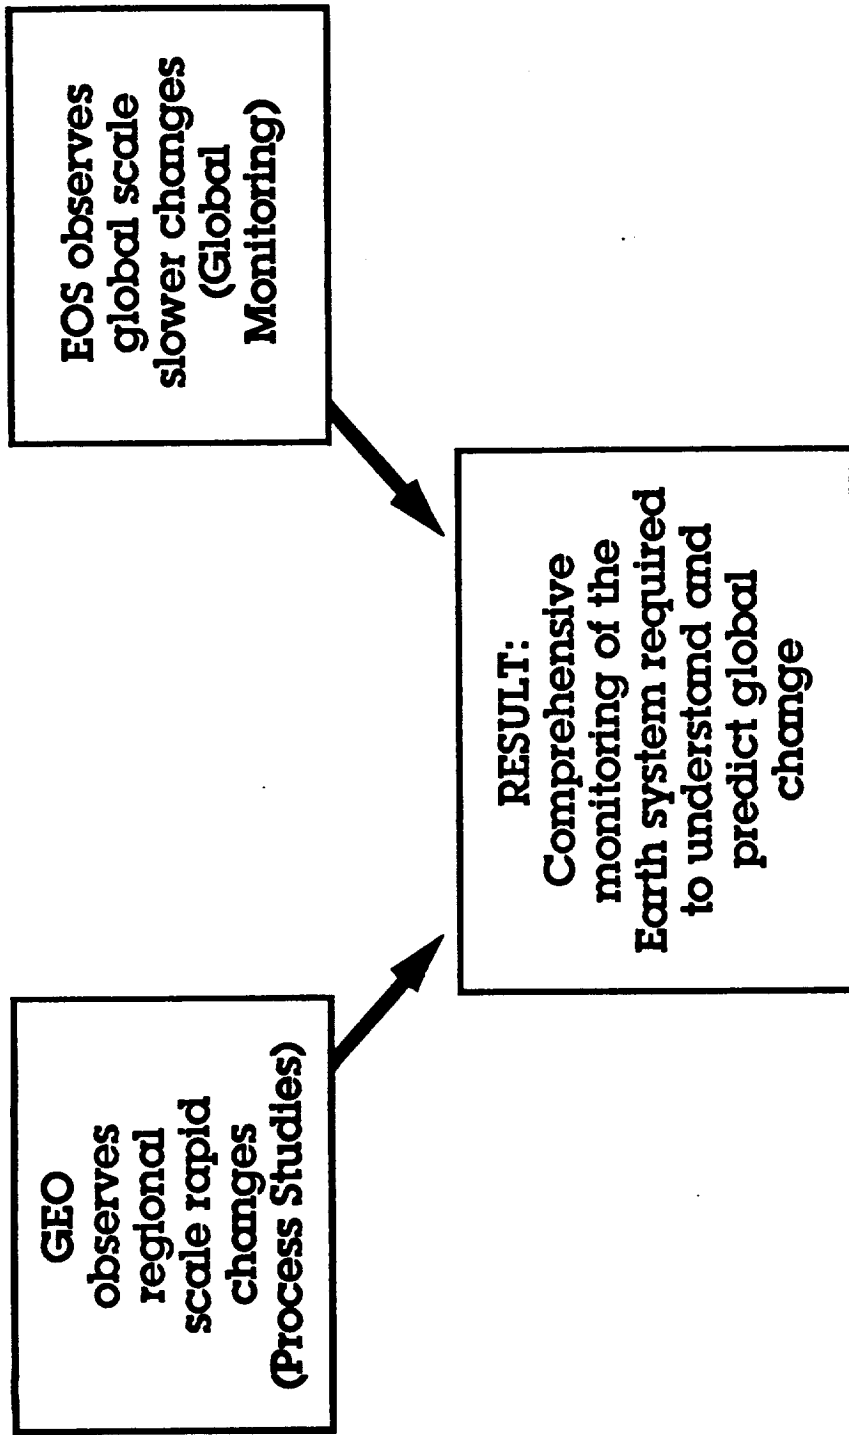 GEO
observes
regional
scale rapid
changes
(Process Studies)
EOS observes
global scale
slower changes
(Global
Monitoring)
RESULT:
Comprehensive
monitoring of the
Earth system required
to understand and
predict global
change